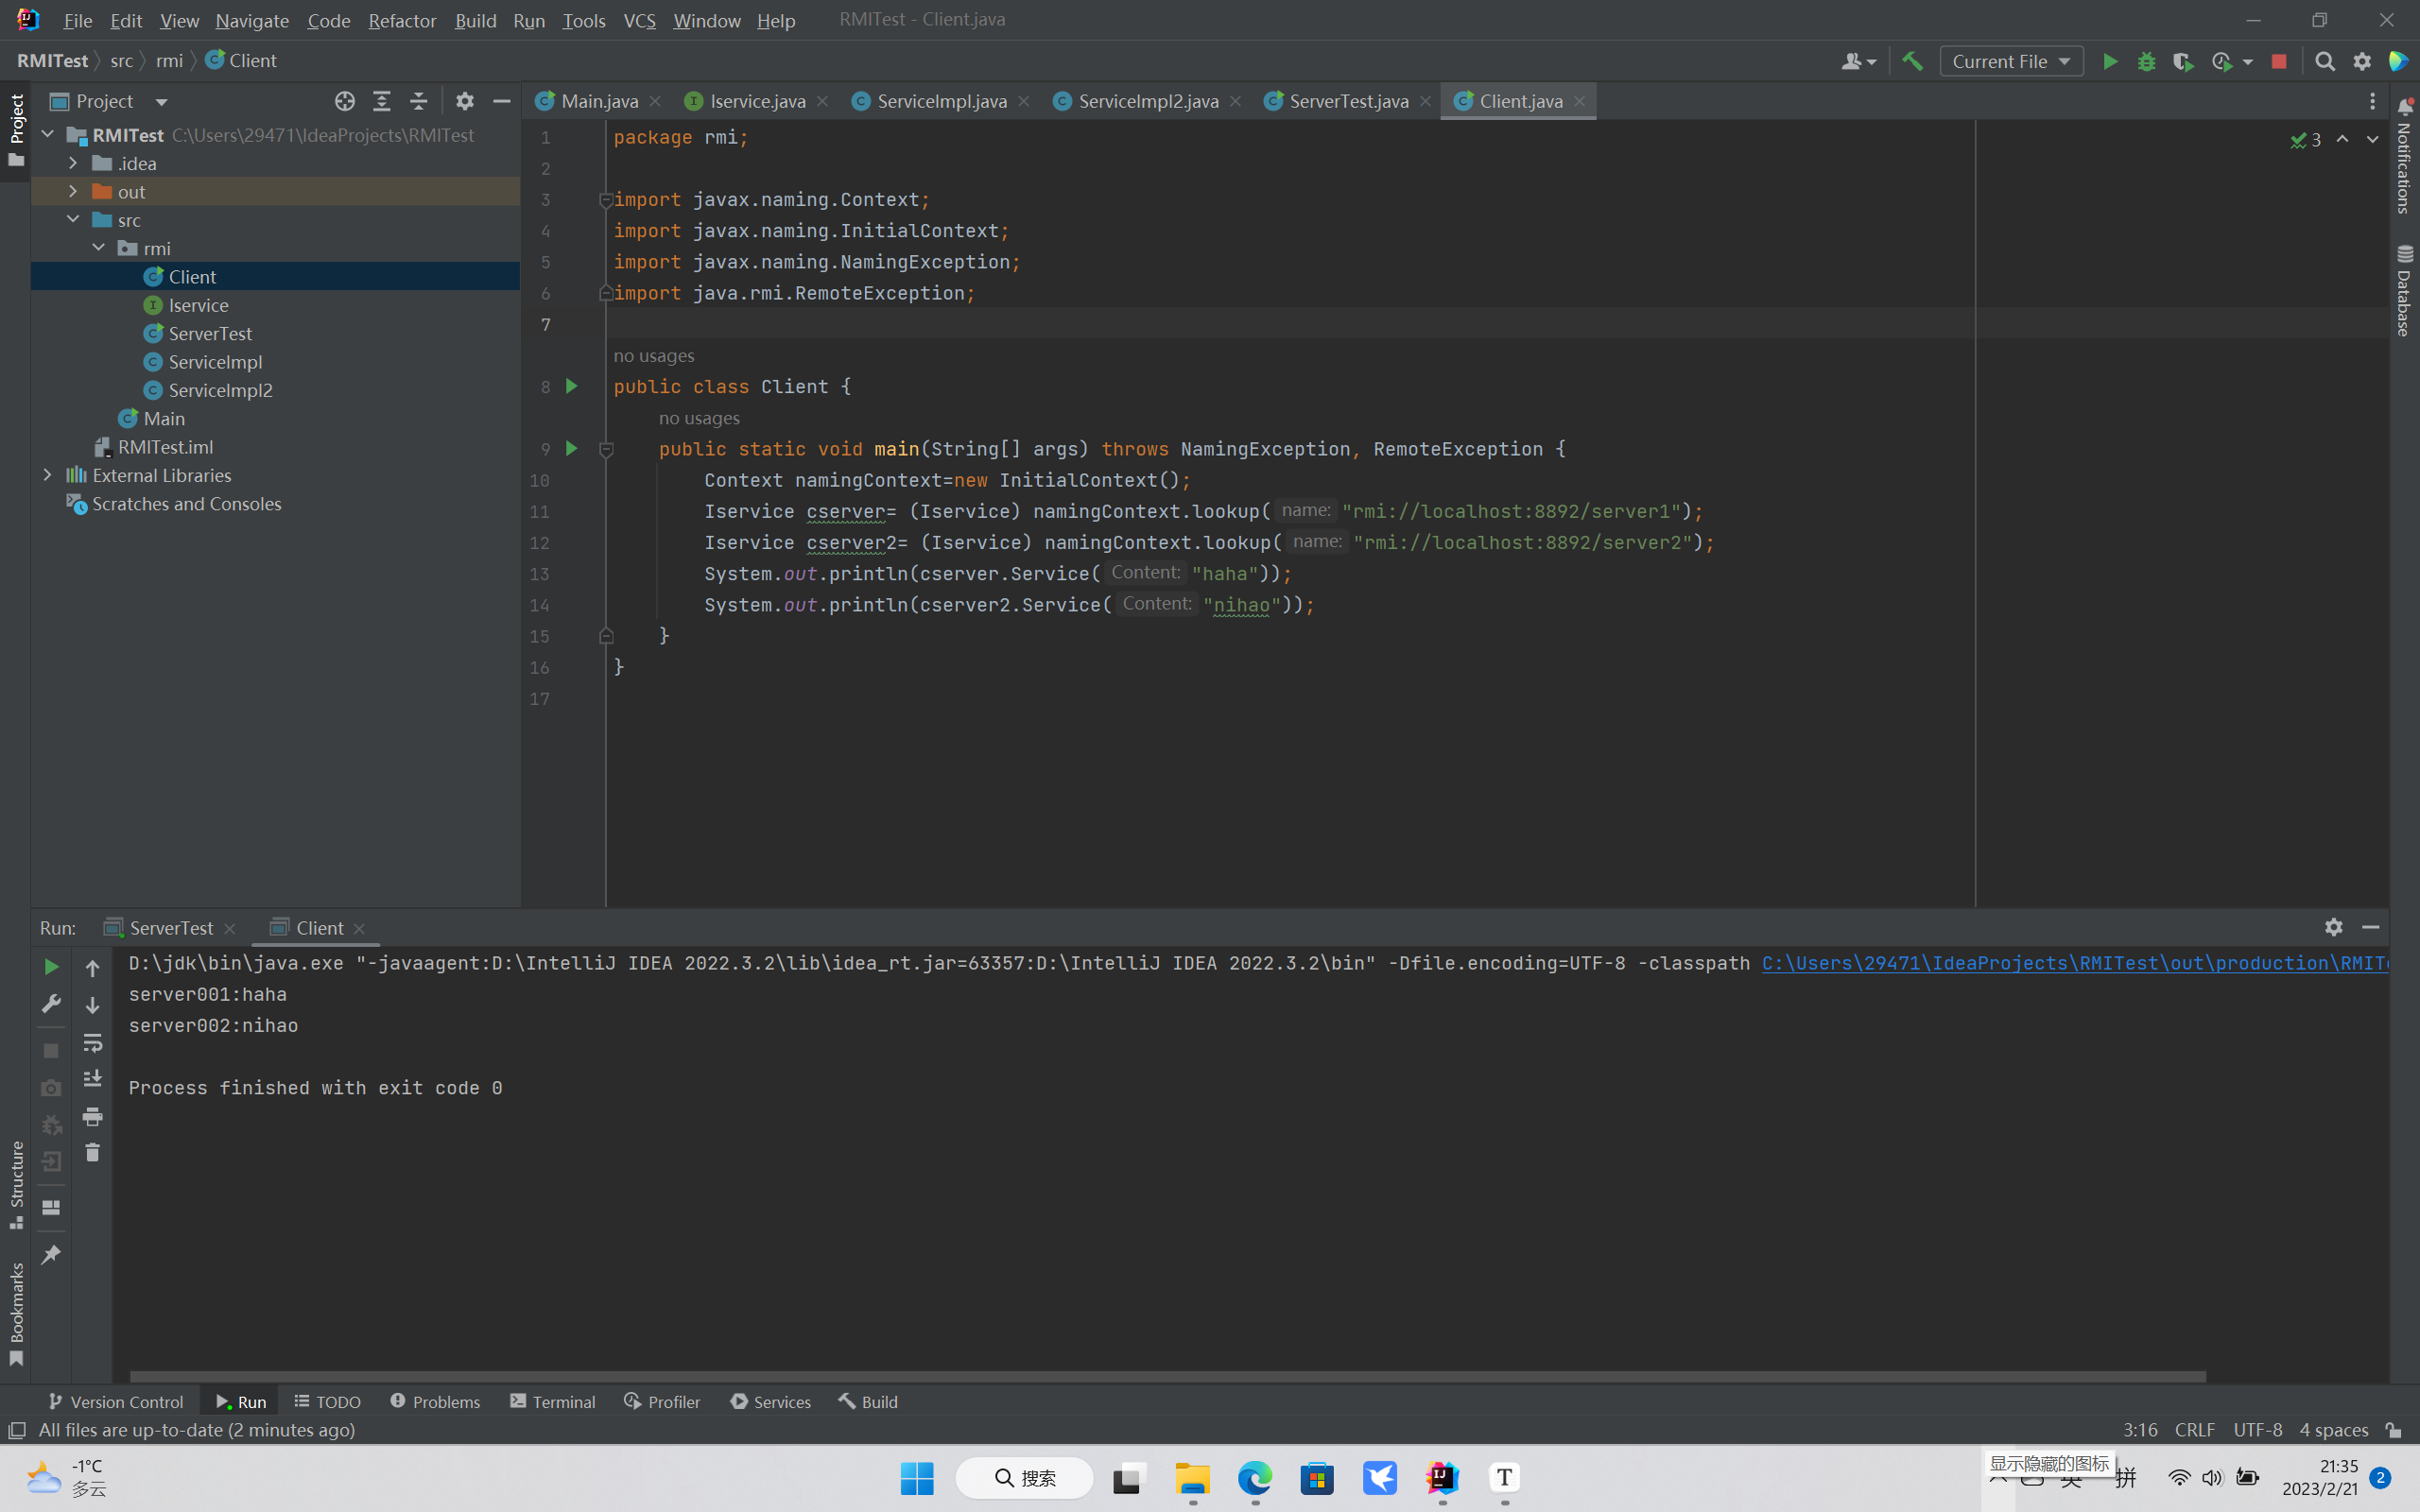 File Edit View Navigate Code Refactor Build Run Tools VCS Window Help RMITest - Client.java
RMITest src rmi Client
Current File
Project
Project
Main.java Iservice.java ServiceImpl.java ServiceImpl2.java ServerTest.java Client.java
RMITest C:\Users\29471\IdeaProjects\RMITest
.idea
out
src
rmi
Client
Iservice
ServerTest
ServiceImpl
ServiceImpl2
Main
RMITest.iml
External Libraries
Scratches and Consoles
1 package rmi;
2
3 import javax.naming.Context;
4 import javax.naming.InitialContext;
5 import javax.naming.NamingException;
6 import java.rmi.RemoteException;
7
no usages
8 public class Client {
no usages
9 public static void main(String[] args) throws NamingException, RemoteException {
10 Context namingContext=new InitialContext();
11 Iservice cserver= (Iservice) namingContext.lookup( name: "rmi://localhost:8892/server1");
12 Iservice cserver2= (Iservice) namingContext.lookup( name: "rmi://localhost:8892/server2");
13 System.out.println(cserver.Service( Content: "haha"));
14 System.out.println(cserver2.Service( Content: "nihao"));
15 }
16 }
17
3
Notifications
Database
Run: ServerTest Client
D:\jdk\bin\java.exe "-javaagent:D:\IntelliJ IDEA 2022.3.2\lib\idea_rt.jar=63357:D:\IntelliJ IDEA 2022.3.2\bin" -Dfile.encoding=UTF-8 -classpath C:\Users\29471\IdeaProjects\RMITest\out\production\RMIT
server001:haha
server002:nihao
Process finished with exit code 0
Structure
Bookmarks
Version Control Run TODO Problems Terminal Profiler Services Build
All files are up-to-date (2 minutes ago) 3:16 CRLF UTF-8 4 spaces
-1°C
多云
搜索
显示隐藏的图标
英 拼
21:35
2023/2/21
2